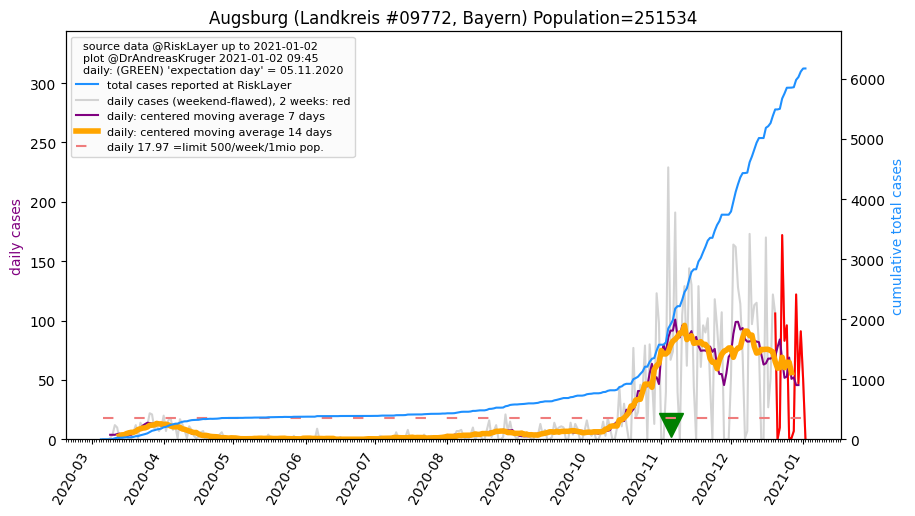 Augsburg (Landkreis #09772, Bayern) Population=251534
source data @RiskLayer up to 2021-01-02
plot @DrAndreasKruger 2021-01-02 09:45
daily: (GREEN) 'expectation day' = 05.11.2020
total cases reported at RiskLayer
daily cases (weekend-flawed), 2 weeks: red
daily: centered moving average 7 days
daily: centered moving average 14 days
daily 17.97 =limit 500/week/1mio pop.
daily cases
300
250
200
150
100
50
0
cumulative total cases
6000
5000
4000
3000
2000
1000
0
2020-03
2020-04
2020-05
2020-06
2020-07
2020-08
2020-09
2020-10
2020-11
2020-12
2021-01